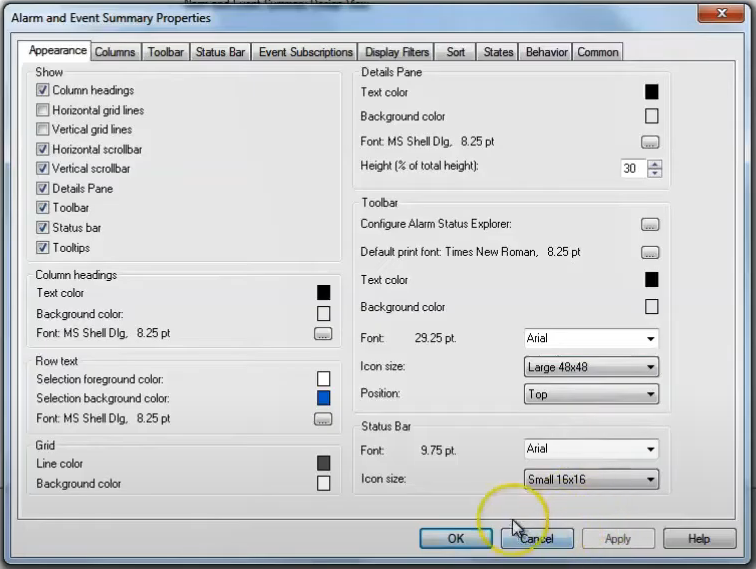 Alarm and Event Summary Properties
Appearance Columns Toolbar Status Bar Event Subscriptions Display Filters Sort States Behavior Common
Show
Column headings
Horizontal grid lines
Vertical grid lines
Horizontal scrollbar
Vertical scrollbar
Details Pane
Toolbar
Status bar
Tooltips
Column headings
Text color
Background color:
Font: MS Shell Dlg, 8.25 pt
...
Row text
Selection foreground color:
Selection background color:
Font: MS Shell Dlg, 8.25 pt
...
Grid
Line color
Background color
Details Pane
Text color
Background color
Font: MS Shell Dlg, 8.25 pt
...
Height (% of total height):
30
Toolbar
Configure Alarm Status Explorer:
...
Default print font: Times New Roman, 8.25 pt
...
Text color
Background color
Font: 29.25 pt. Arial
Icon size: Large 48x48
Position: Top
Status Bar
Font: 9.75 pt. Arial
Icon size: Small 16x16
OK Cancel Apply Help